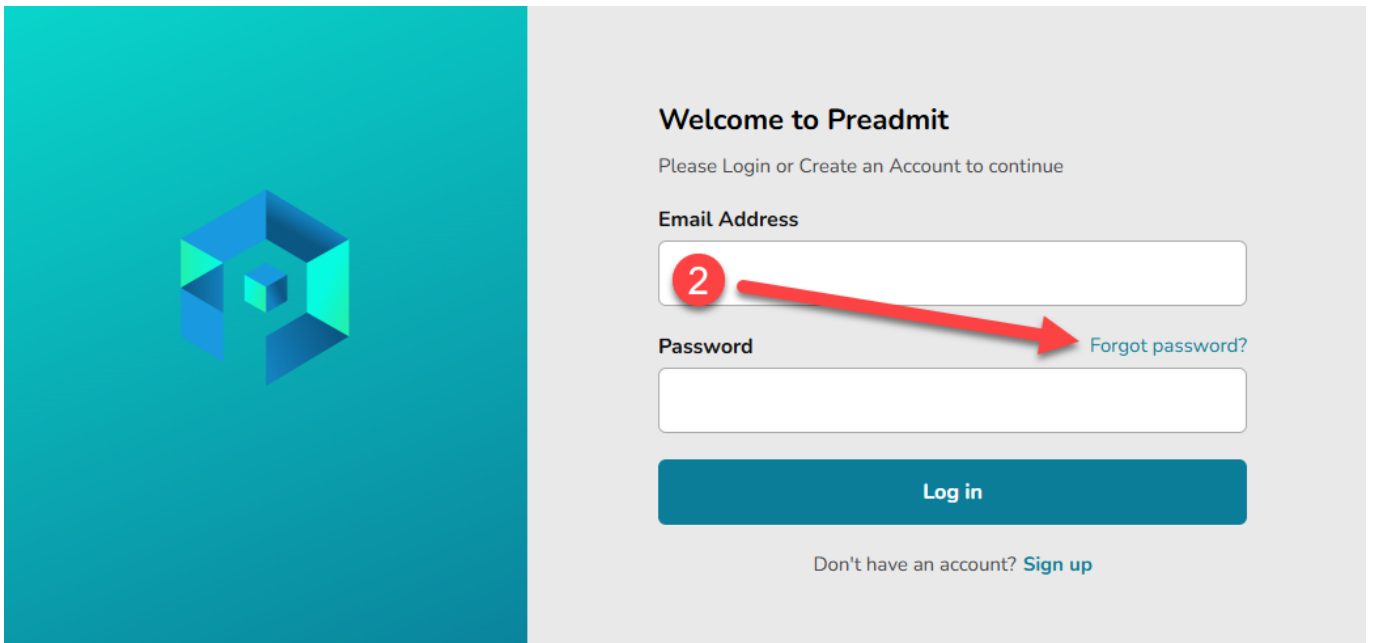 Welcome to Preadmit
Please Login or Create an Account to continue
Email Address
2
Password
Forgot password?
Log in
Don't have an account? Sign up